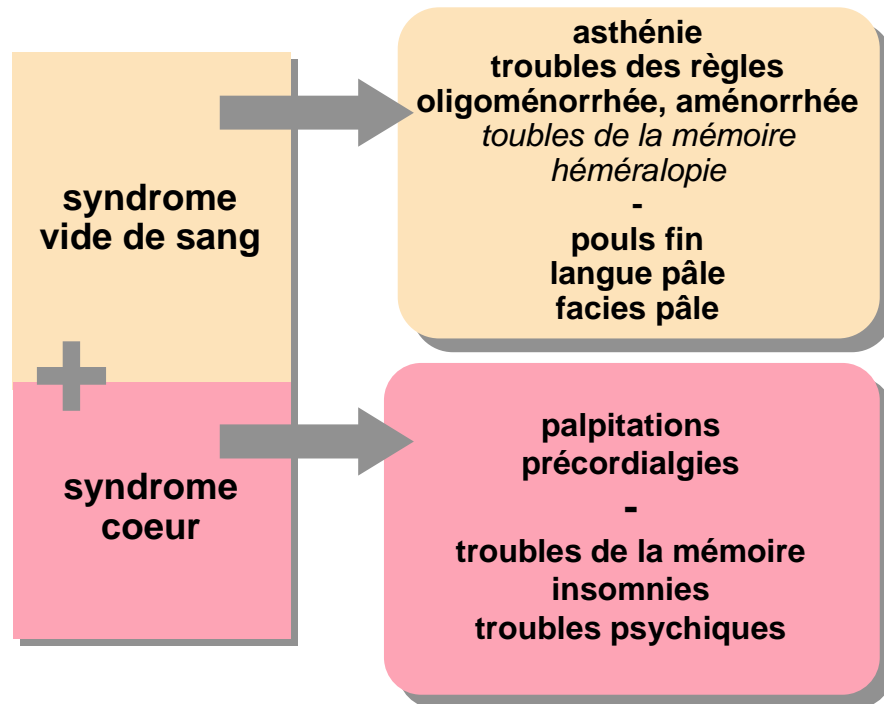 syndrome
vide de sang
asthénie
troubles des règles
oligoménorrhée, aménorrhée
toubles de la mémoire
héméralopie
-
pouls fin
langue pâle
facies pâle
+
syndrome
coeur
palpitations
précordialgies
-
troubles de la mémoire
insomnies
troubles psychiques